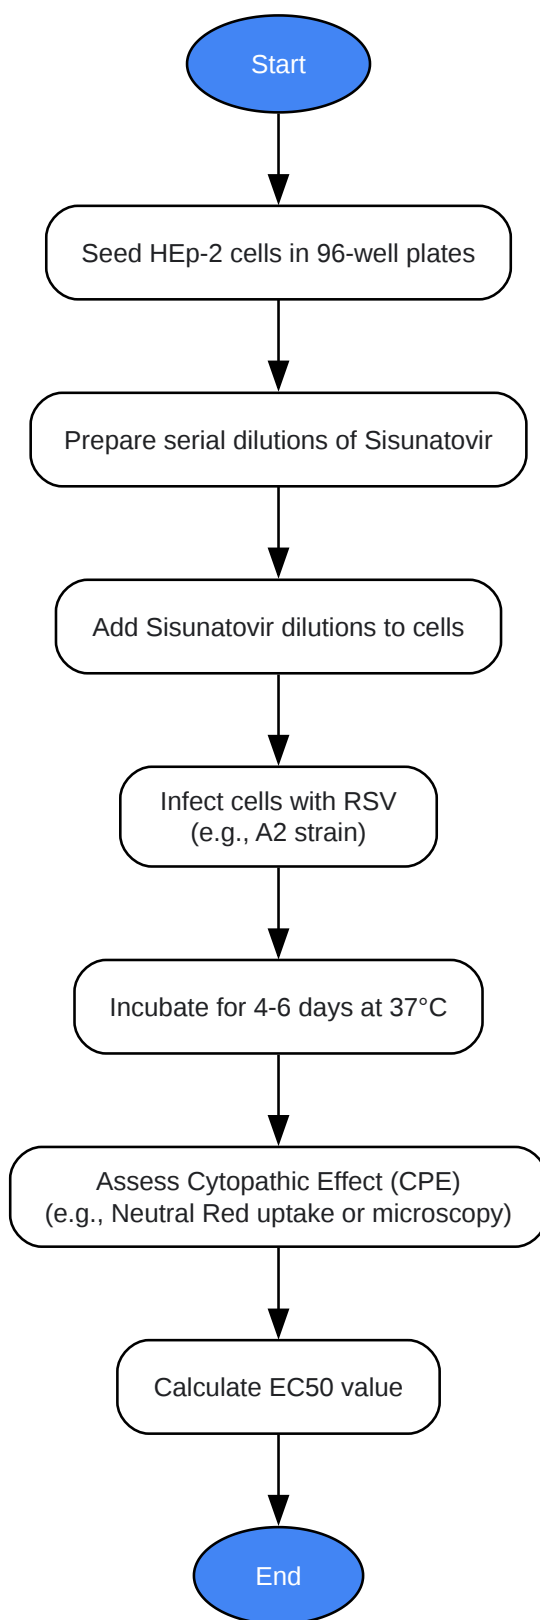 Start
Seed HEp-2 cells in 96-well plates
Prepare serial dilutions of Sisunatovir
Add Sisunatovir dilutions to cells
Infect cells with RSV
(e.g., A2 strain)
Incubate for 4-6 days at 37°C
Assess Cytopathic Effect (CPE)
(e.g., Neutral Red uptake or microscopy)
Calculate EC50 value
End